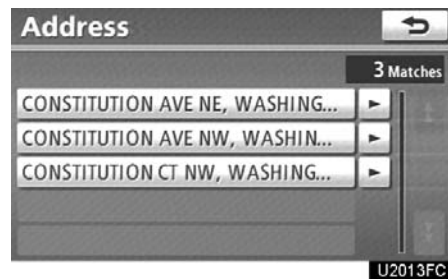 Address
3 Matches
CONSTITUTION AVE NE, WASHING...
CONSTITUTION AVE NW, WASHIN...
CONSTITUTION CT NW, WASHING...
U2013FC